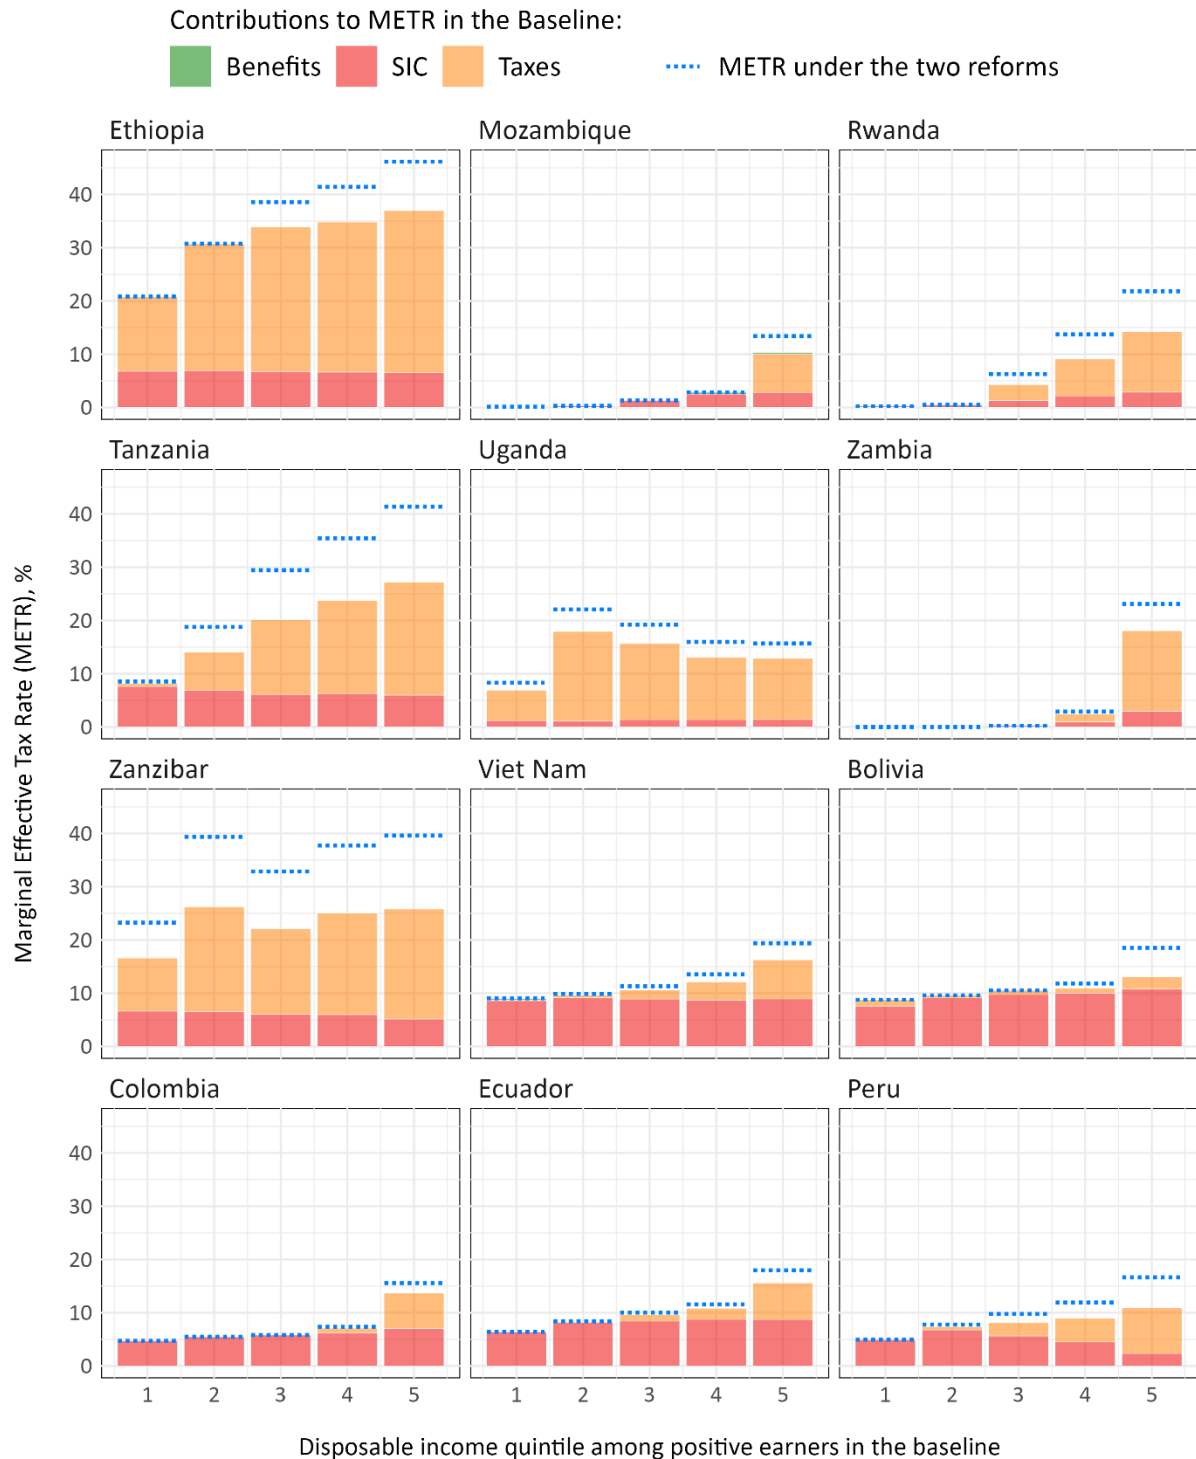 Contributions to METR in the Baseline:
Benefits SIC Taxes METR under the two reforms
Ethiopia Mozambique Rwanda
40
30
20
10
0
Tanzania Uganda Zambia
40
30
20
10
0
Marginal Effective Tax Rate (METR), %
Zanzibar Viet Nam Bolivia
40
30
20
10
0
Colombia Ecuador Peru
40
30
20
10
0
1 2 3 4 5 1 2 3 4 5 1 2 3 4 5
Disposable income quintile among positive earners in the baseline